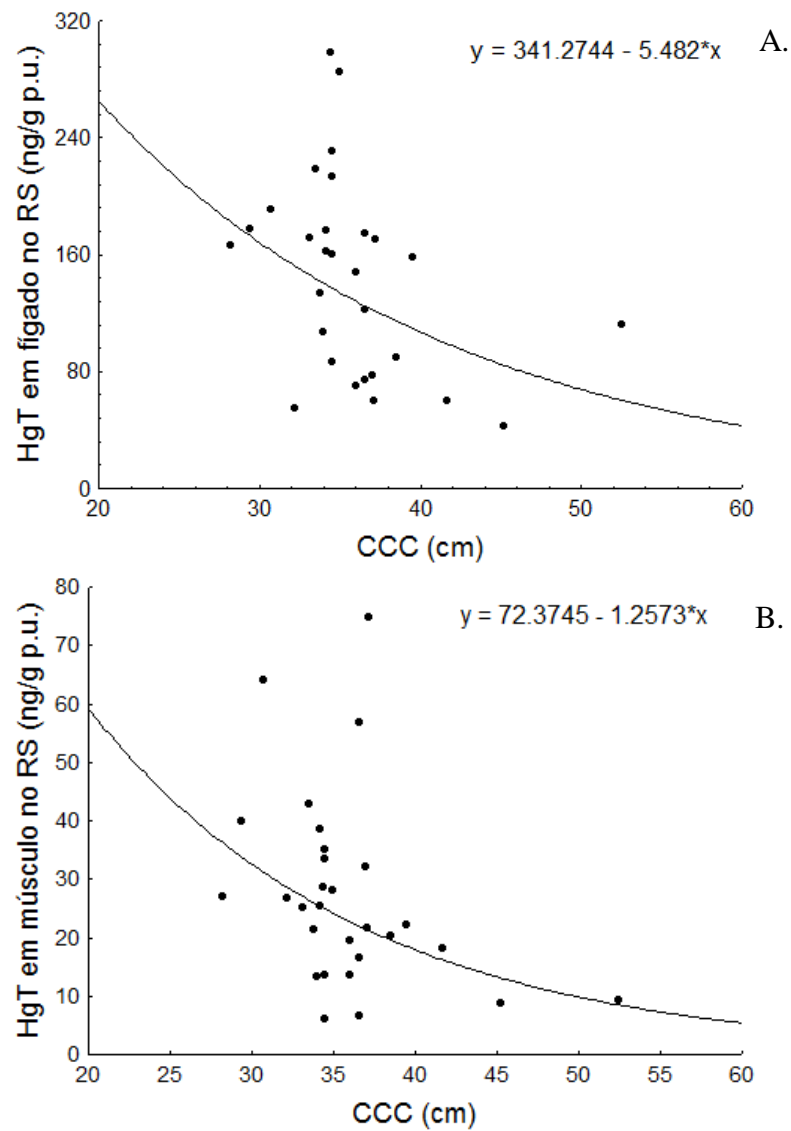 y = 341.2744 - 5.482*x
A.
HgT em fígado no RS (ng/g p.u.)
320
240
160
80
0
20 30 40 50 60
CCC (cm)
y = 72.3745 - 1.2573*x
B.
HgT em músculo no RS (ng/g p.u.)
80
70
60
50
40
30
20
10
0
20 25 30 35 40 45 50 55 60
CCC (cm)